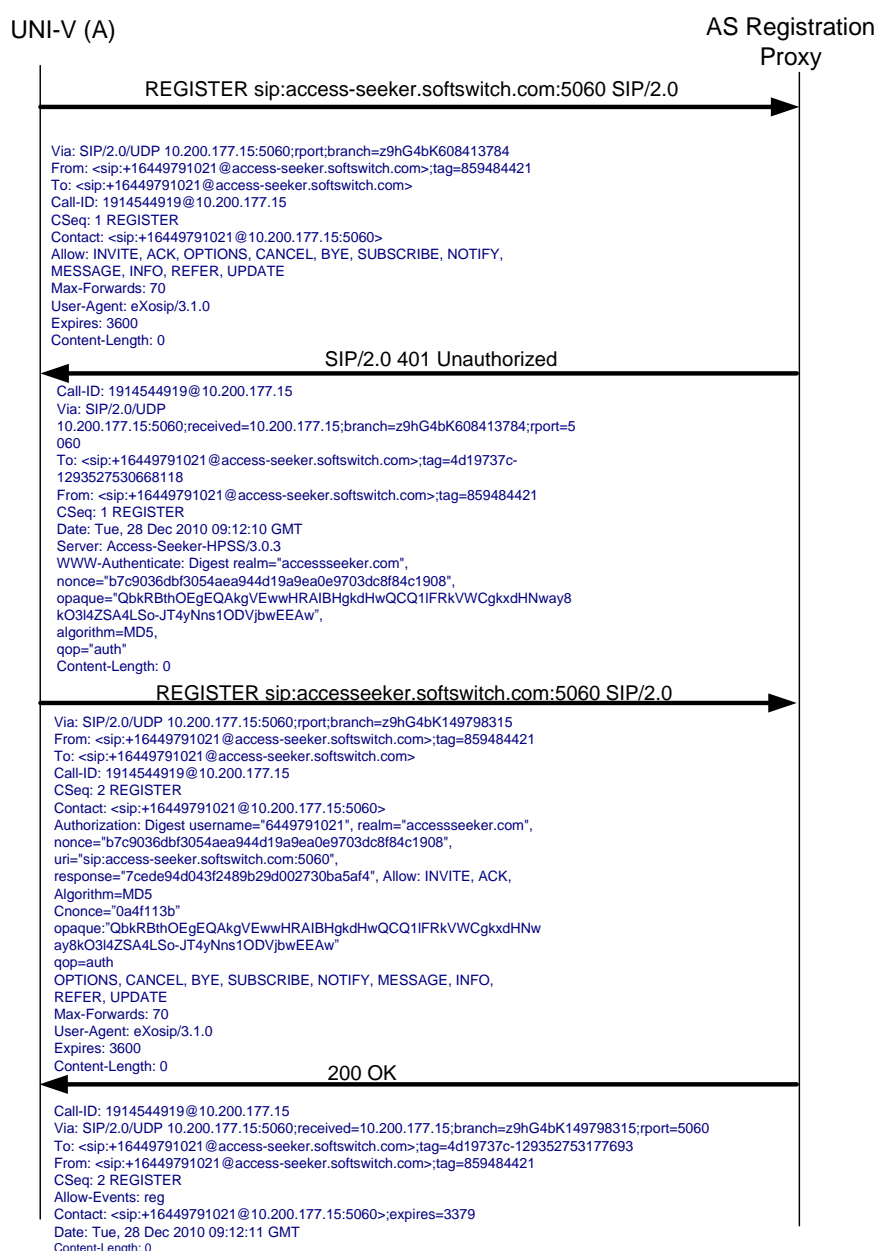 UNI-V (A)
AS Registration
Proxy
REGISTER sip:access-seeker.softswitch.com:5060 SIP/2.0
Via: SIP/2.0/UDP 10.200.177.15:5060;rport;branch=z9hG4bK608413784
From: <sip:+16449791021@access-seeker.softswitch.com>;tag=859484421
To: <sip:+16449791021@access-seeker.softswitch.com>
Call-ID: 1914544919@10.200.177.15
CSeq: 1 REGISTER
Contact: <sip:+16449791021@10.200.177.15:5060>
Allow: INVITE, ACK, OPTIONS, CANCEL, BYE, SUBSCRIBE, NOTIFY,
MESSAGE, INFO, REFER, UPDATE
Max-Forwards: 70
User-Agent: eXosip/3.1.0
Expires: 3600
Content-Length: 0
SIP/2.0 401 Unauthorized
Call-ID: 1914544919@10.200.177.15
Via: SIP/2.0/UDP
10.200.177.15:5060;received=10.200.177.15;branch=z9hG4bK608413784;rport=5
060
To: <sip:+16449791021@access-seeker.softswitch.com>;tag=4d19737c-
1293527530668118
From: <sip:+16449791021@access-seeker.softswitch.com>;tag=859484421
CSeq: 1 REGISTER
Date: Tue, 28 Dec 2010 09:12:10 GMT
Server: Access-Seeker-HPSS/3.0.3
WWW-Authenticate: Digest realm="accessseeker.com",
nonce="b7c9036dbf3054aea944d19a9ea0e9703dc8f84c1908",
opaque="QbkRBthOEgEQAkgVEwwHRAIBHgkdHwQCQ1lFRkVWCgkxdHNway8
kO3l4ZSA4LSo-JT4yNns1ODVjbwEEAw”,
algorithm=MD5,
qop="auth"
Content-Length: 0
REGISTER sip:accesseeker.softswitch.com:5060 SIP/2.0
Via: SIP/2.0/UDP 10.200.177.15:5060;rport;branch=z9hG4bK149798315
From: <sip:+16449791021@access-seeker.softswitch.com>;tag=859484421
To: <sip:+16449791021@access-seeker.softswitch.com>
Call-ID: 1914544919@10.200.177.15
CSeq: 2 REGISTER
Contact: <sip:+16449791021@10.200.177.15:5060>
Authorization: Digest username="6449791021", realm="accessseeker.com",
nonce="b7c9036dbf3054aea944d19a9ea0e9703dc8f84c1908",
uri="sip:access-seeker.softswitch.com:5060",
response="7cede94d043f2489b29d002730ba5af4", Allow: INVITE, ACK,
Algorithm=MD5
Cnonce=”0a4f113b”
opaque:”QbkRBthOEgEQAkgVEwwHRAIBHgkdHwQCQ1lFRkVWCgkxdHNw
ay8kO3l4ZSA4LSo-JT4yNns1ODVjbwEEAw”
qop=auth
OPTIONS, CANCEL, BYE, SUBSCRIBE, NOTIFY, MESSAGE, INFO,
REFER, UPDATE
Max-Forwards: 70
User-Agent: eXosip/3.1.0
Expires: 3600
Content-Length: 0
200 OK
Call-ID: 1914544919@10.200.177.15
Via: SIP/2.0/UDP 10.200.177.15:5060;received=10.200.177.15;branch=z9hG4bK149798315;rport=5060
To: <sip:+16449791021@access-seeker.softswitch.com>;tag=4d19737c-129352753177693
From: <sip:+16449791021@access-seeker.softswitch.com>;tag=859484421
CSeq: 2 REGISTER
Allow-Events: reg
Contact: <sip:+16449791021@10.200.177.15:5060>;expires=3379
Date: Tue, 28 Dec 2010 09:12:11 GMT
Content-Length: 0